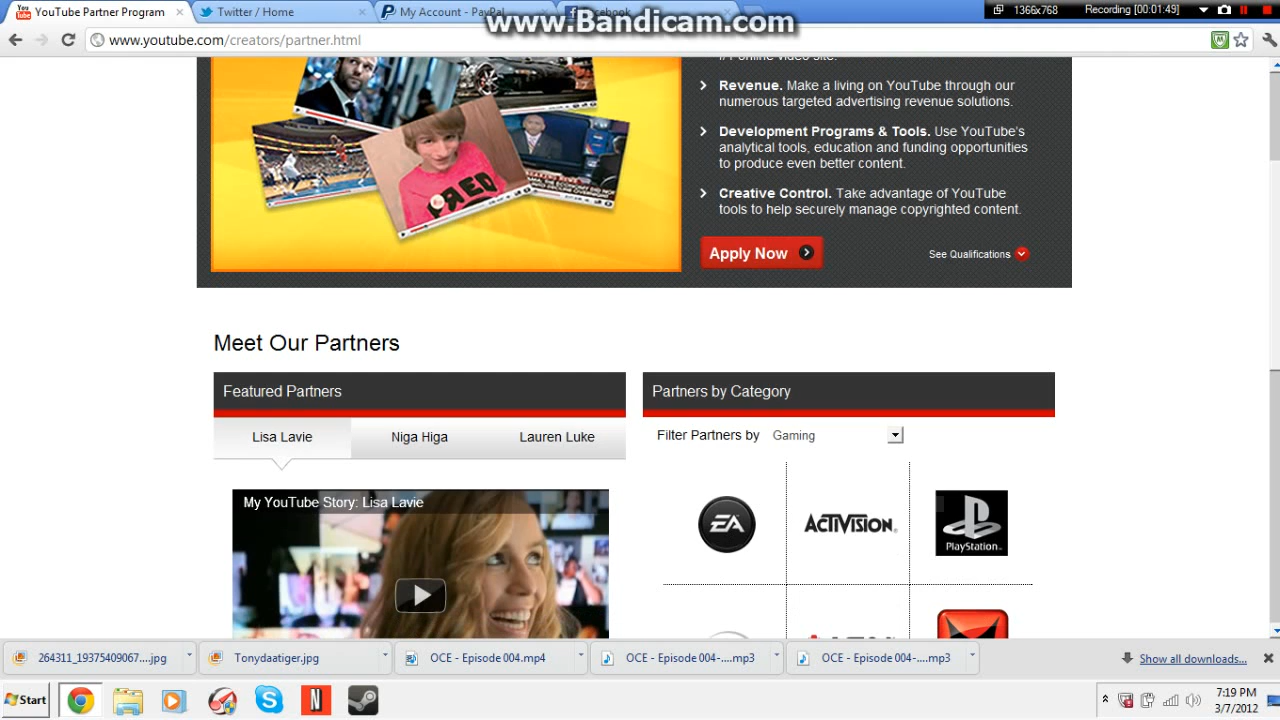 YouTube Partner Program
Twitter / Home
My Account - PayPal
www.Bandicam.com
1366x768
Recording [00:01:49]
www.youtube.com/creators/partner.html
#1 online video site.
Revenue. Make a living on YouTube through our
numerous targeted advertising revenue solutions.
Development Programs & Tools. Use YouTube's
analytical tools, education and funding opportunities
to produce even better content.
Creative Control. Take advantage of YouTube
tools to help securely manage copyrighted content.
Apply Now
See Qualifications
Meet Our Partners
Featured Partners
Partners by Category
Lisa Lavie
Niga Higa
Lauren Luke
Filter Partners by
Gaming
My YouTube Story: Lisa Lavie
EA
ACTIVISION
PlayStation
264311_19375409067....jpg
Tonydaatiger.jpg
OCE - Episode 004.mp4
OCE - Episode 004-....mp3
OCE - Episode 004-....mp3
Show all downloads...
Start
7:19 PM
3/7/2012